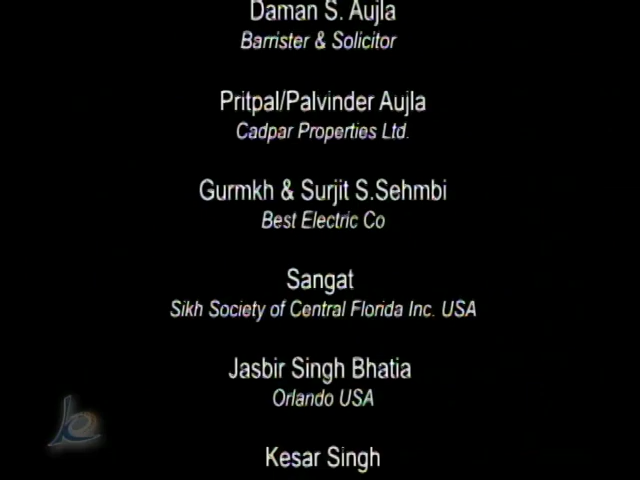 Daman S. Aujla
Barrister & Solicitor
Pritpal/Palvinder Aujla
Cadpar Properties Ltd.
Gurmkh & Surjit S.Sehmbi
Best Electric Co
Sangat
Sikh Society of Central Florida Inc. USA
Jasbir Singh Bhatia
Orlando USA
Kesar Singh